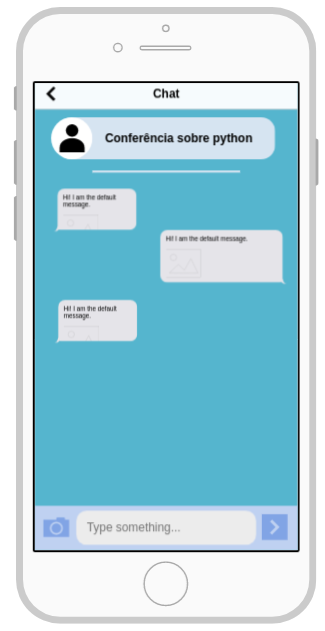 Chat
Conferência sobre python
Hi! I am the default
message.
Hi! I am the default message.
Hi! I am the default
message.
Type something...